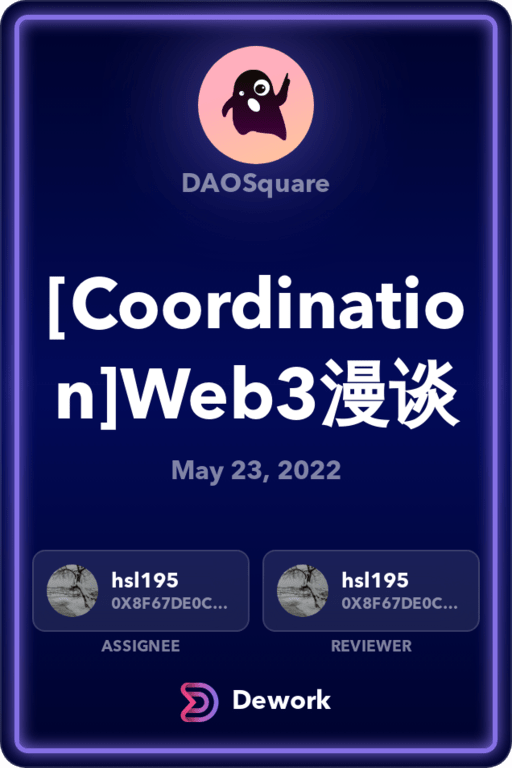 DAOSquare
[Coordinatio
n]Web3漫谈
May 23, 2022
hsl195
0X8F67DE0C...
ASSIGNEE
hsl195
0X8F67DE0C...
REVIEWER
Dework